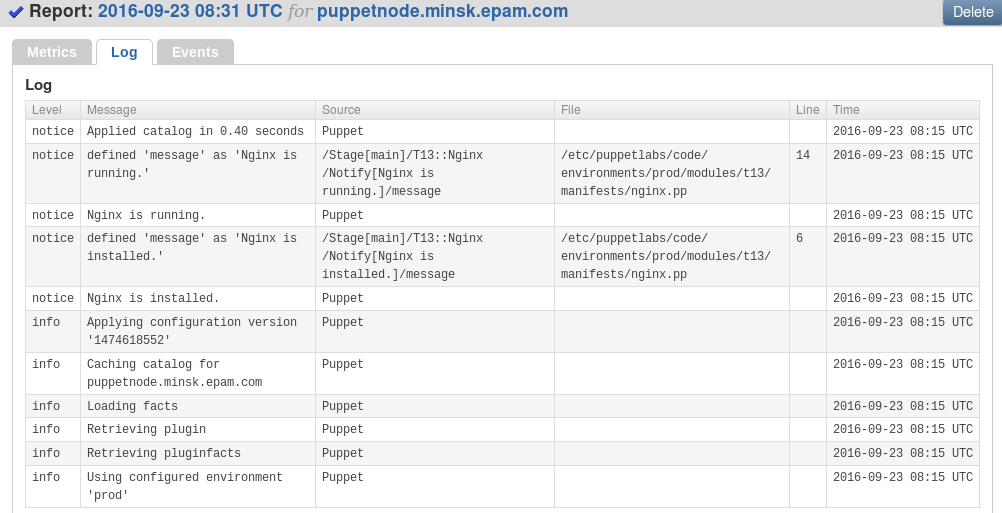 Report: 2016-09-23 08:31 UTC for puppetnode.minsk.epam.com
Delete
Metrics Log Events
Log
Level Message Source File Line Time
notice Applied catalog in 0.40 seconds Puppet 2016-09-23 08:15 UTC
notice defined 'message' as 'Nginx is /Stage[main]/T13::Nginx /etc/puppetlabs/code/ 14 2016-09-23 08:15 UTC
running.' /Notify[Nginx is environments/prod/modules/t13/
running.]/message manifests/nginx.pp
notice Nginx is running. Puppet 2016-09-23 08:15 UTC
notice defined 'message' as 'Nginx is /Stage[main]/T13::Nginx /etc/puppetlabs/code/ 6 2016-09-23 08:15 UTC
installed.' /Notify[Nginx is environments/prod/modules/t13/
installed.]/message manifests/nginx.pp
notice Nginx is installed. Puppet 2016-09-23 08:15 UTC
info Applying configuration version Puppet 2016-09-23 08:15 UTC
'1474618552'
info Caching catalog for Puppet 2016-09-23 08:15 UTC
puppetnode.minsk.epam.com
info Loading facts Puppet 2016-09-23 08:15 UTC
info Retrieving plugin Puppet 2016-09-23 08:15 UTC
info Retrieving pluginfacts Puppet 2016-09-23 08:15 UTC
info Using configured environment Puppet 2016-09-23 08:15 UTC
'prod'